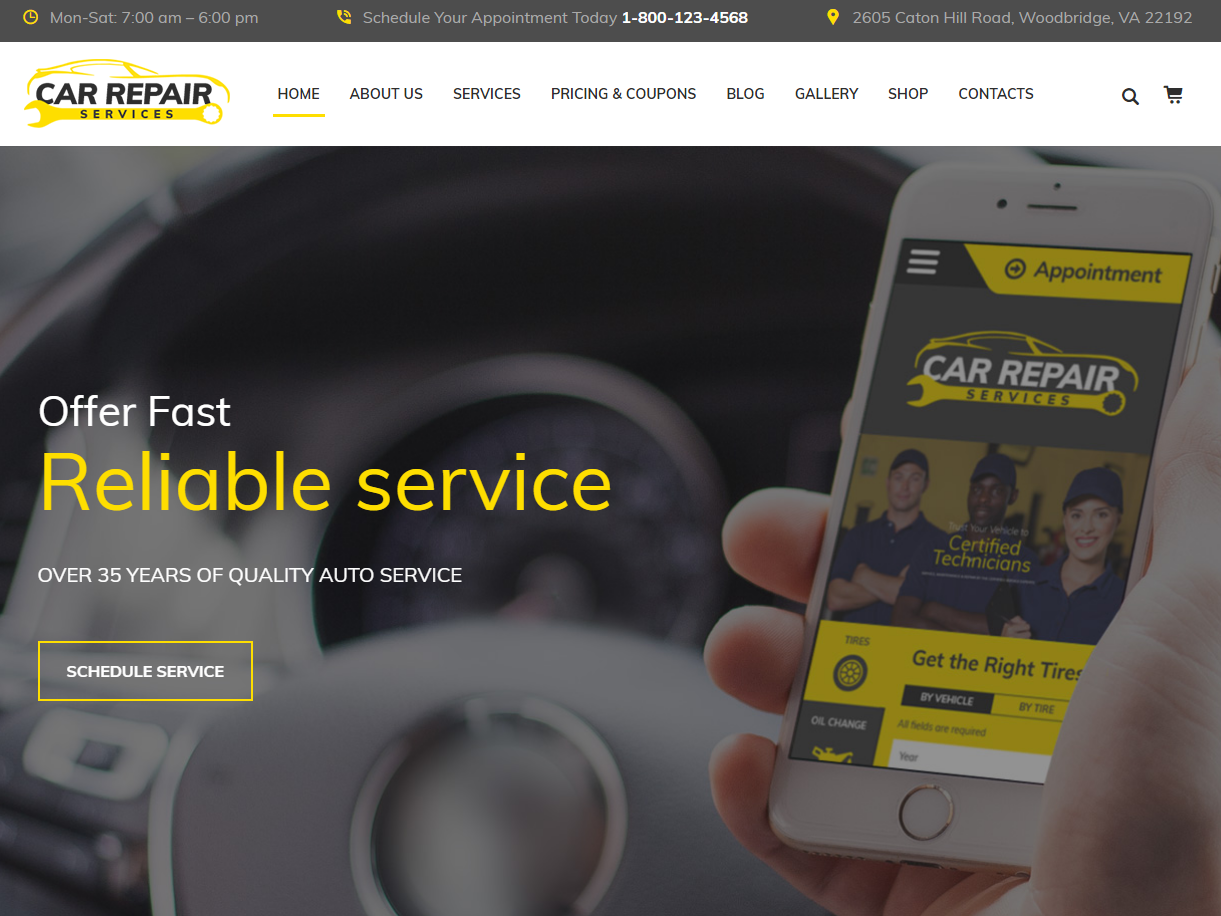 Mon-Sat: 7:00 am – 6:00 pm
Schedule Your Appointment Today 1-800-123-4568
2605 Caton Hill Road, Woodbridge, VA 22192
CAR REPAIR
SERVICES
HOME ABOUT US SERVICES PRICING & COUPONS BLOG GALLERY SHOP CONTACTS
Offer Fast
Reliable service
OVER 35 YEARS OF QUALITY AUTO SERVICE
SCHEDULE SERVICE
Appointment
CAR REPAIR
SERVICES
Trust Your Vehicle to
Certified
Technicians
TIRES
Get the Right Tires
BY VEHICLE BY TIRE
OIL CHANGE
All fields are required
Year